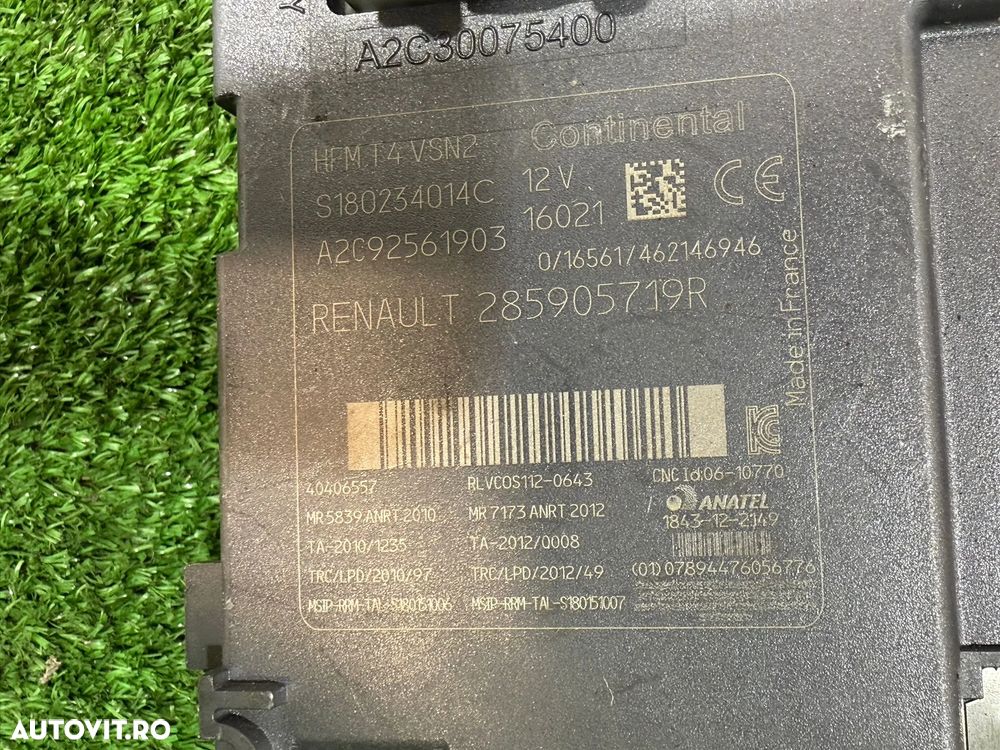 A2C30075400
HFM T4 VSN2 Continental
S180234014C 12V
16021
A2C92561903 0/16561/462146946
RENAULT 285905719R
Made in France
40406557 RLVCOS112-0643 CNC Id:06-10770
MR 5839 ANRT 2010 MR 7173 ANRT 2012 ANATEL
TA-2010/1235 TA-2012/0008 1843-12-2149
TRC/LPD/2010/97 TRC/LPD/2012/49 (01)07894476056776
MSIP-RRM-TAL-S180151006 MSIP-RRM-TAL-S180151007
AUTOVIT.RO